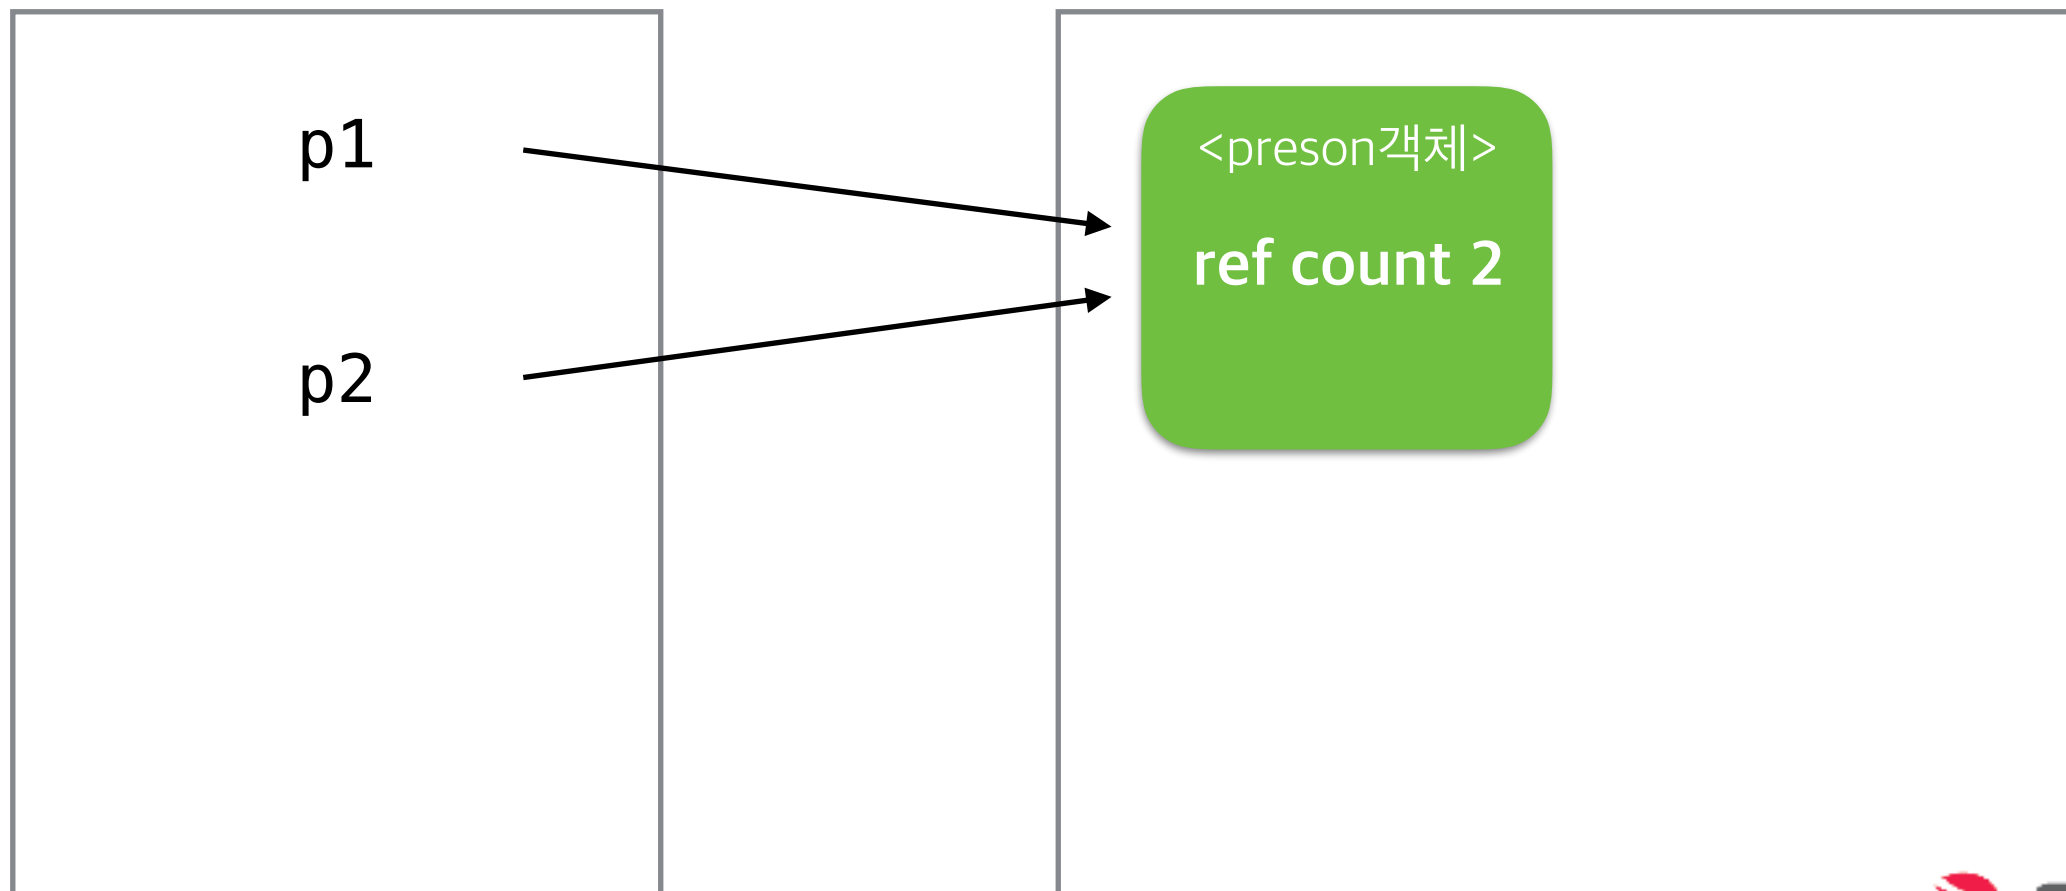 p1
p2
<preson객체>
ref count 2